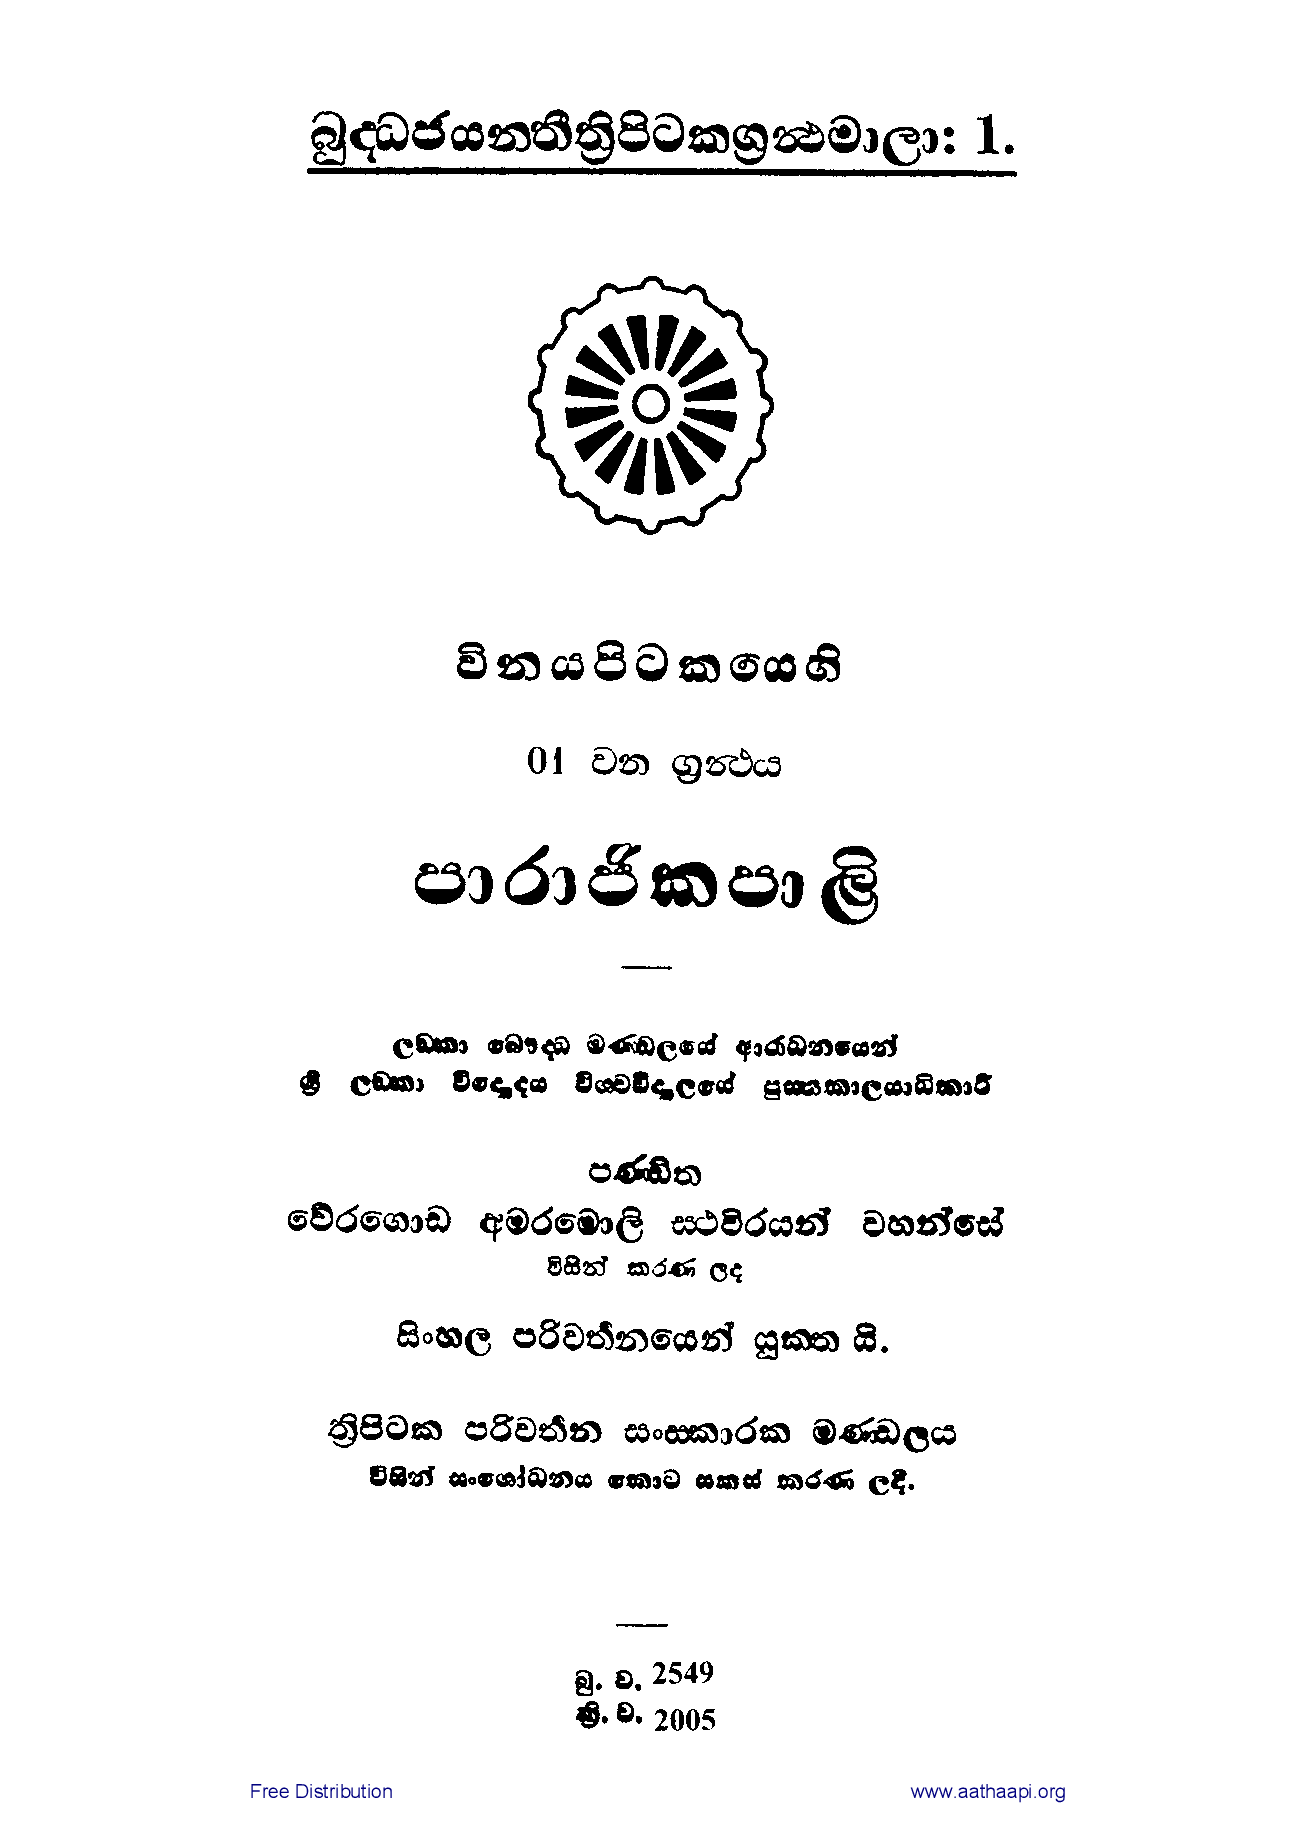 බුද්ධජයන්තීත්‍රිපිටකග්‍රන්ථමාලා: 1.
විනයපිටකයෙහි
01 වන ග්‍රන්ථය
පාරාජිකපාලි
ලඞ්කා බෞද්ධ මණ්ඩලයේ ආරාධනයෙන්
ශ්‍රී ලඞ්කා විද්‍යොදය විශ්වවිද්‍යාලයේ පුස්තකාලයාධිකාරී
පණ්ඩිත
වේරගොඩ අමරමොලි ස්ථවිරයන් වහන්සේ
විසින් කරණ ලද
සිංහල පරිවර්තනයෙන් යුක්ත යි.
ත්‍රිපිටක පරිවර්තන සංස්කාරක මණ්ඩලය
විසින් සංශෝධනය කොට සකස් කරණ ලදී.
බු. ව. 2549
ක්‍රි. ව. 2005
Free Distribution
www.aathaapi.org